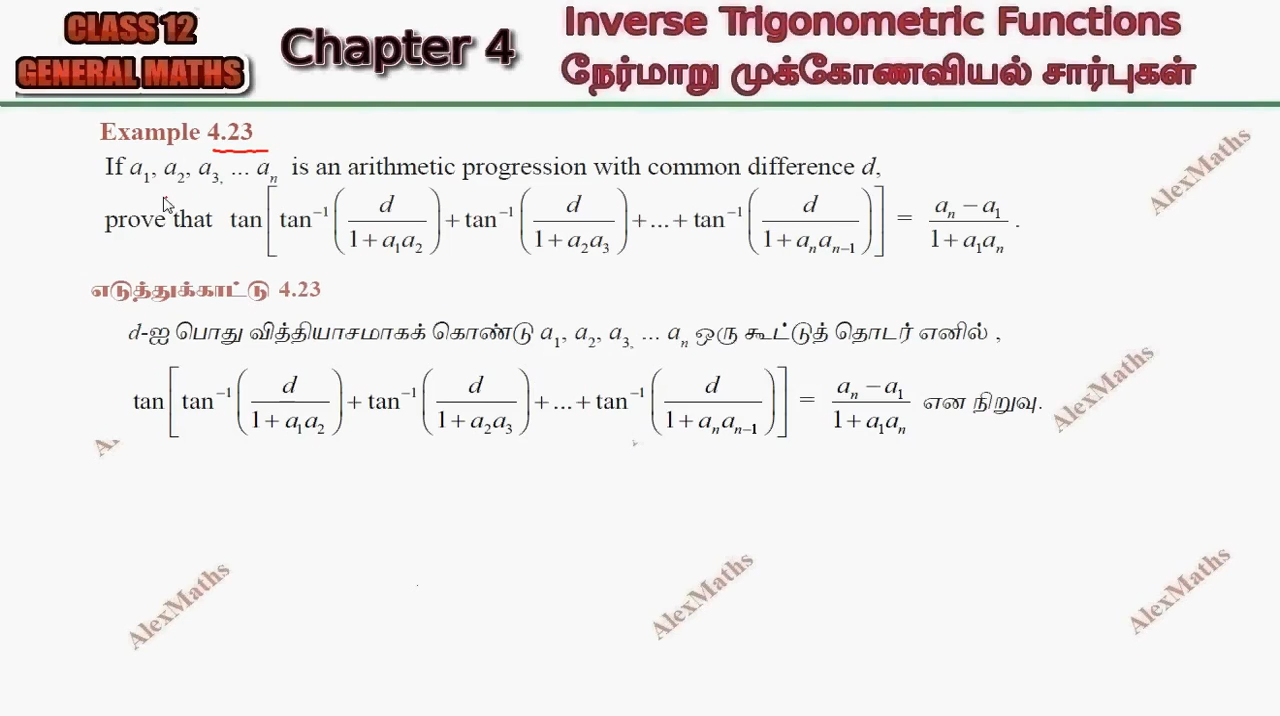 CLASS 12
GENERAL MATHS
Chapter 4
Inverse Trigonometric Functions
நேர்மாறு முக்கோணவியல் சார்புகள்
Example 4.23
If a₁, a₂, a₃, ... aₙ is an arithmetic progression with common difference d,
prove that tan[tan⁻¹(d/(1+a₁a₂)) + tan⁻¹(d/(1+a₂a₃)) + ... + tan⁻¹(d/(1+aₙaₙ₋₁))] = (aₙ − a₁)/(1+a₁aₙ).
எடுத்துக்காட்டு 4.23
d-ஐ பொது வித்தியாசமாகக் கொண்டு a₁, a₂, a₃, ... aₙ ஒரு கூட்டுத் தொடர் எனில் ,
tan[tan⁻¹(d/(1+a₁a₂)) + tan⁻¹(d/(1+a₂a₃)) + ... + tan⁻¹(d/(1+aₙaₙ₋₁))] = (aₙ − a₁)/(1+a₁aₙ) என நிறுவு.
AlexMaths
AlexMaths
AlexMaths
AlexMaths
AlexMaths